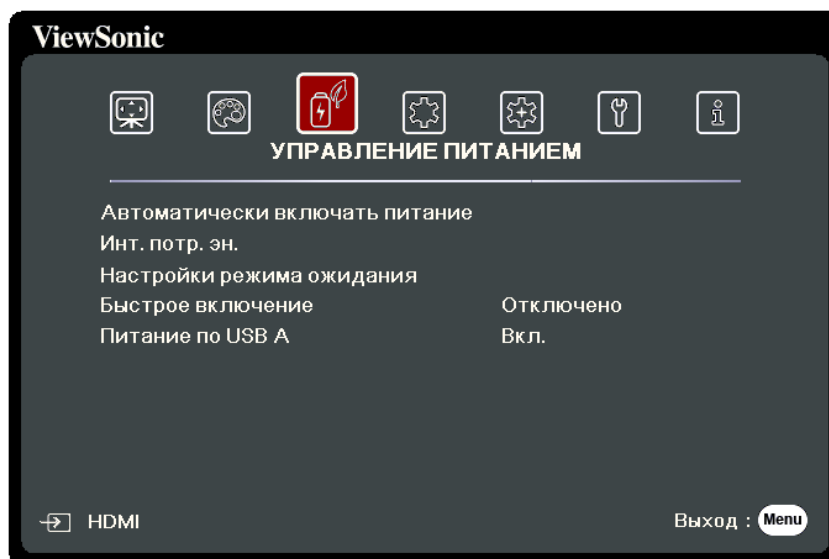 ViewSonic
УПРАВЛЕНИЕ ПИТАНИЕМ
Автоматически включать питание
Инт. потр. эн.
Настройки режима ожидания
Быстрое включение Отключено
Питание по USB A Вкл.
HDMI Выход : Menu